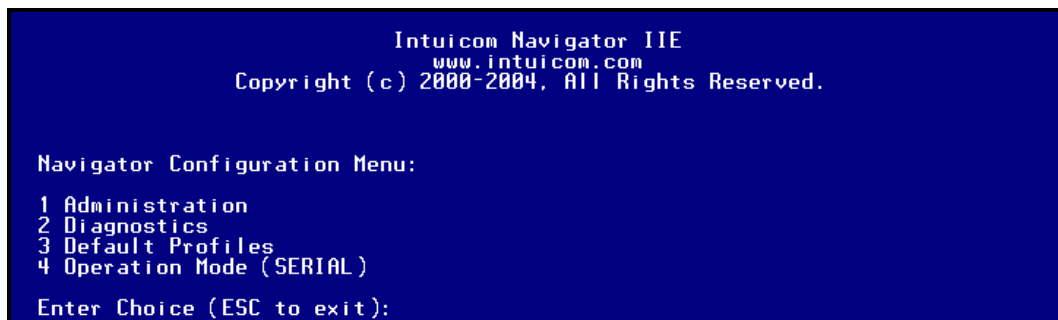 Intuicom Navigator IIE
www.intuicom.com
Copyright (c) 2000-2004, All Rights Reserved.
Navigator Configuration Menu:
1 Administration
2 Diagnostics
3 Default Profiles
4 Operation Mode (SERIAL)
Enter Choice (ESC to exit):